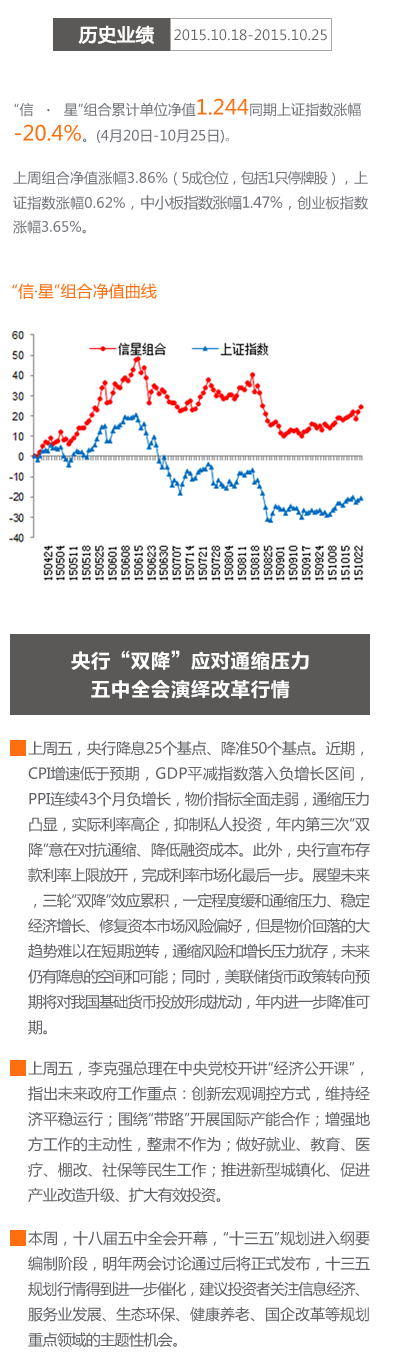 历史业绩 2015.10.18-2015.10.25
“信 · 星”组合累计单位净值1.244同期上证指数涨幅
-20.4%。(4月20日-10月25日)。
上周组合净值涨幅3.86%（5成仓位，包括1只停牌股），上
证指数涨幅0.62%，中小板指数涨幅1.47%，创业板指数
涨幅3.65%。
“信·星”组合净值曲线
信星组合 上证指数
60
50
40
30
20
10
0
-10
-20
-30
-40
150424 150504 150511 150518 150525 150601 150608 150615 150623 150630 150707 150714 150721 150728 150804 150811 150818 150825 150901 150910 150917 150924 151008 151015 151022
央行“双降”应对通缩压力
五中全会演绎改革行情
上周五，央行降息25个基点、降准50个基点。近期，
CPI增速低于预期，GDP平减指数落入负增长区间，
PPI连续43个月负增长，物价指标全面走弱，通缩压力
凸显，实际利率高企，抑制私人投资，年内第三次“双
降”意在对抗通缩、降低融资成本。此外，央行宣布存
款利率上限放开，完成利率市场化最后一步。展望未来
，三轮“双降”效应累积，一定程度缓和通缩压力、稳定
经济增长、修复资本市场风险偏好，但是物价回落的大
趋势难以在短期逆转，通缩风险和增长压力犹存，未来
仍有降息的空间和可能；同时，美联储货币政策转向预
期将对我国基础货币投放形成扰动，年内进一步降准可
期。
上周五，李克强总理在中央党校开讲“经济公开课”，
指出未来政府工作重点：创新宏观调控方式，维持经
济平稳运行；围绕“带路”开展国际产能合作；增强地
方工作的主动性，整肃不作为；做好就业、教育、医
疗、棚改、社保等民生工作；推进新型城镇化、促进
产业改造升级、扩大有效投资。
本周，十八届五中全会开幕，“十三五”规划进入纲要
编制阶段，明年两会讨论通过后将正式发布，十三五
规划行情得到进一步催化，建议投资者关注信息经济、
服务业发展、生态环保、健康养老、国企改革等规划
重点领域的主题性机会。